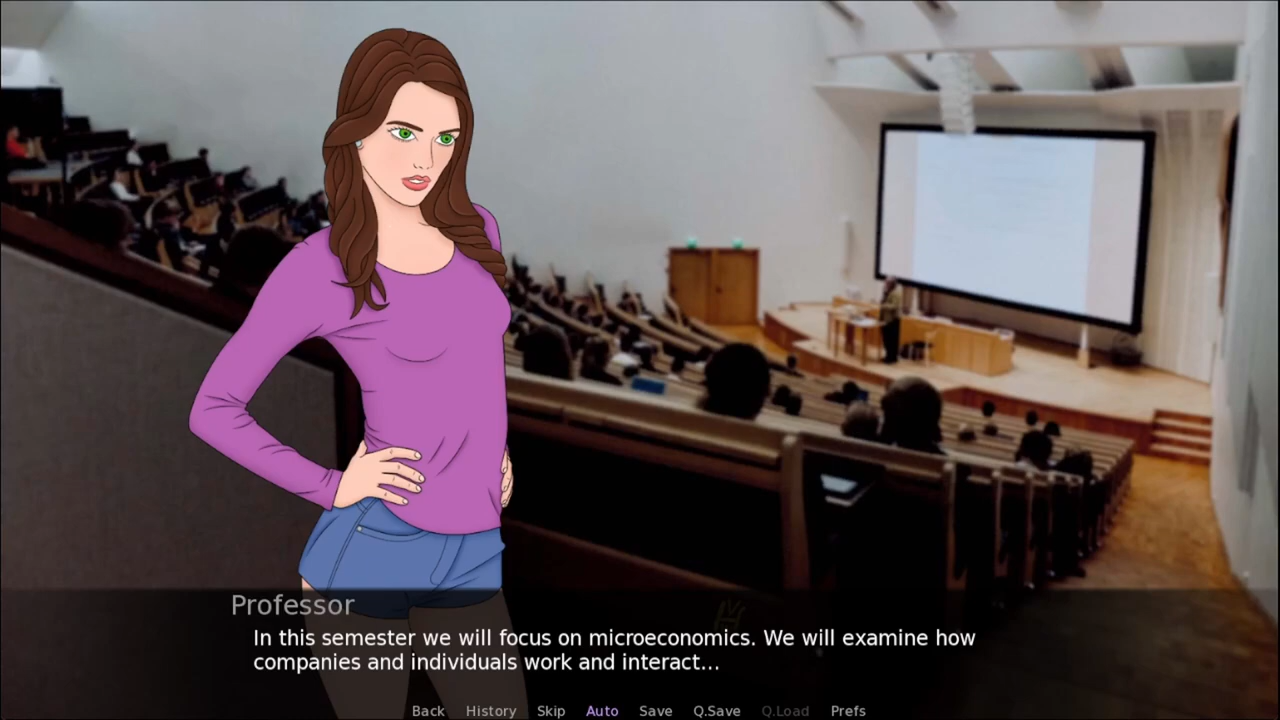 Professor
In this semester we will focus on microeconomics. We will examine how
companies and individuals work and interact...
Back History Skip Auto Save Q.Save Q.Load Prefs